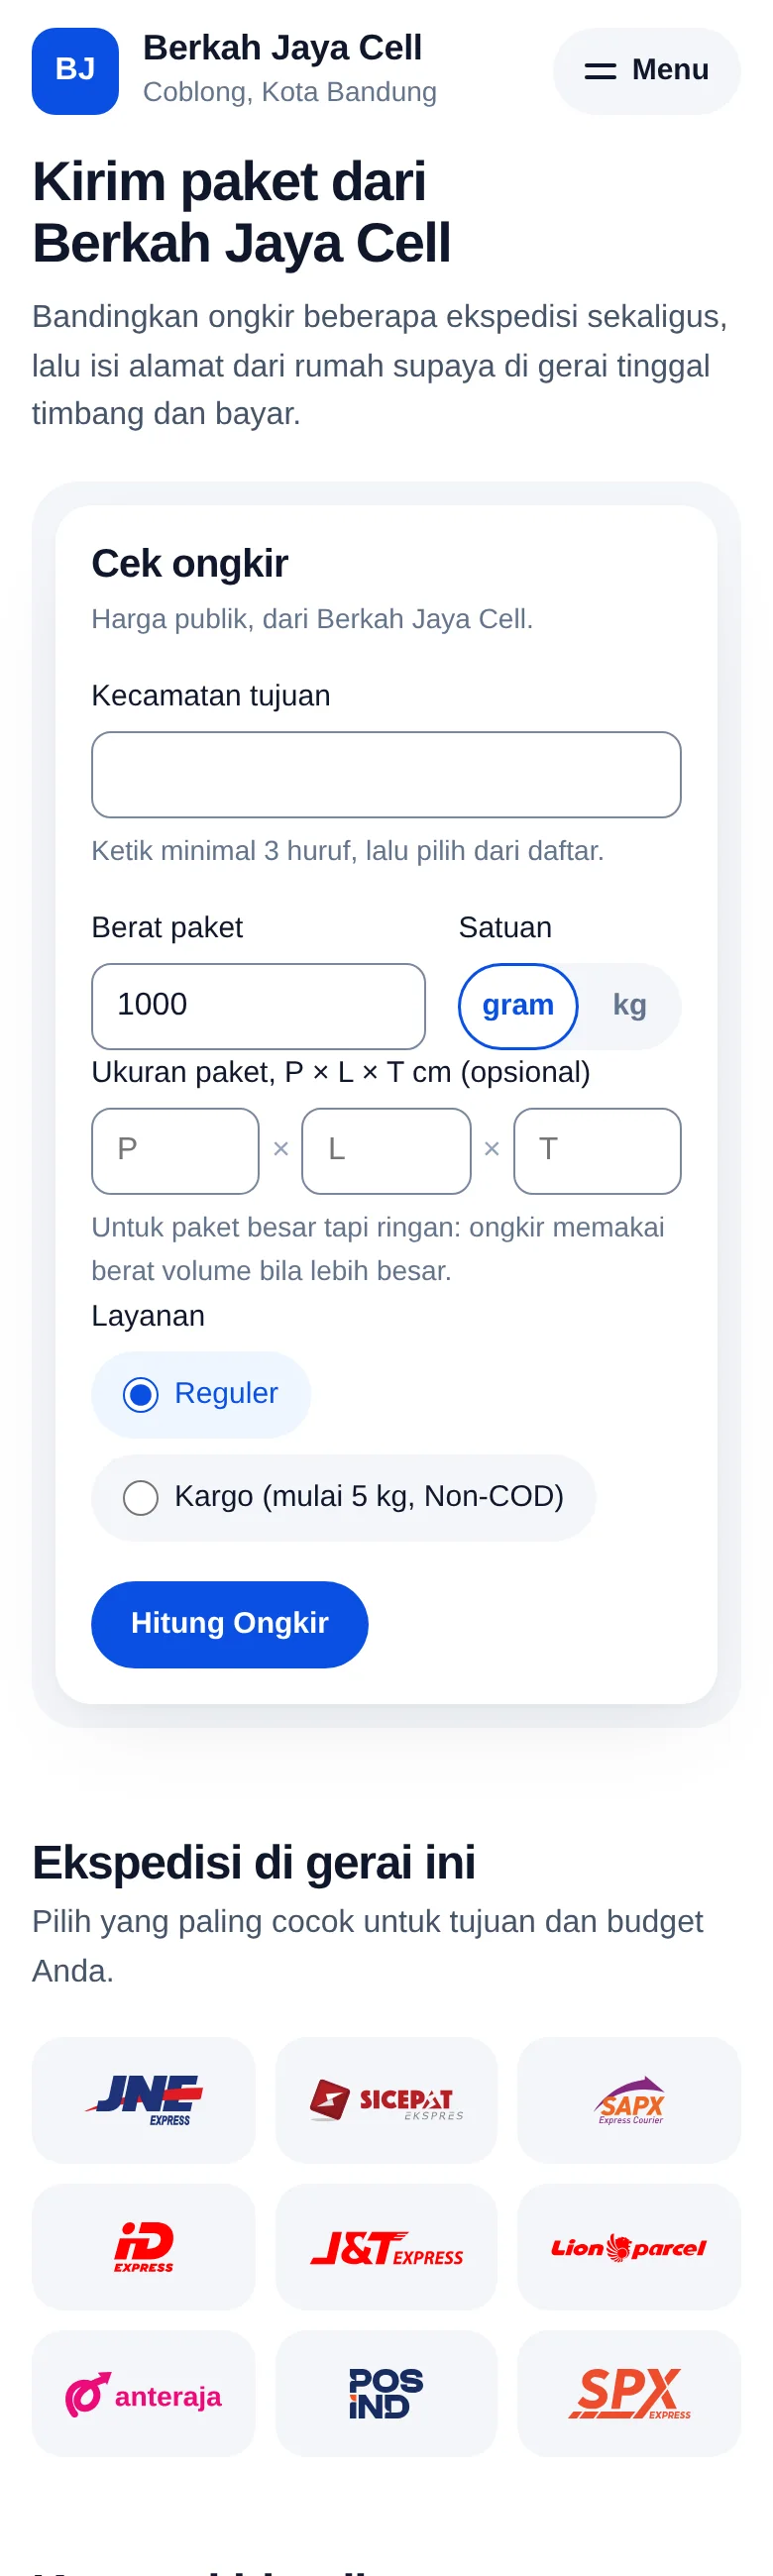 BJ
Berkah Jaya Cell
Coblong, Kota Bandung
Menu
Kirim paket dari
Berkah Jaya Cell
Bandingkan ongkir beberapa ekspedisi sekaligus,
lalu isi alamat dari rumah supaya di gerai tinggal
timbang dan bayar.
Cek ongkir
Harga publik, dari Berkah Jaya Cell.
Kecamatan tujuan
Ketik minimal 3 huruf, lalu pilih dari daftar.
Berat paket
Satuan
1000
gram
kg
Ukuran paket, P × L × T cm (opsional)
P × L × T
Untuk paket besar tapi ringan: ongkir memakai
berat volume bila lebih besar.
Layanan
Reguler
Kargo (mulai 5 kg, Non-COD)
Hitung Ongkir
Ekspedisi di gerai ini
Pilih yang paling cocok untuk tujuan dan budget
Anda.
JNE
EXPRESS
SICEPAT
EKSPRES
SAPX
Express Courier
iD
EXPRESS
J&T EXPRESS
Lion parcel
anteraja
POS
IND
SPX
EXPRESS